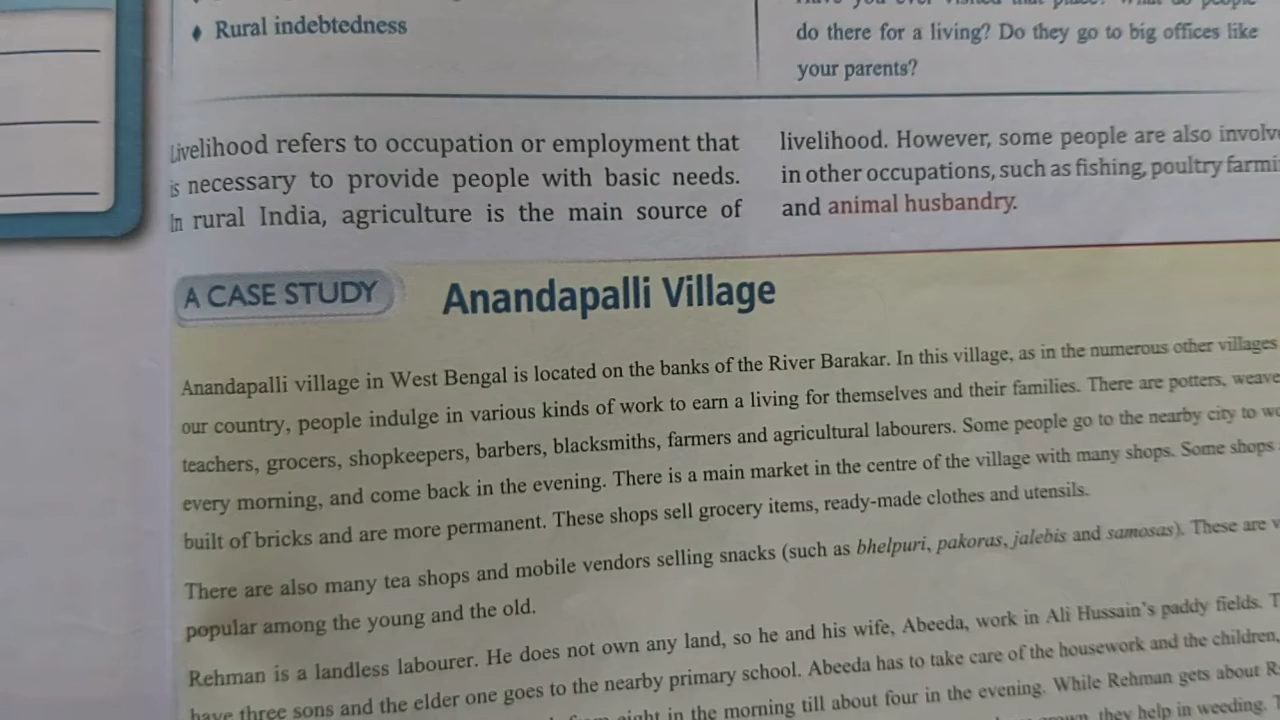 Rural indebtedness
do there for a living? Do they go to big offices like
your parents?
Livelihood refers to occupation or employment that
is necessary to provide people with basic needs.
In rural India, agriculture is the main source of
livelihood. However, some people are also
in other occupations, such as fishing, poultry
and animal husbandry.
A CASE STUDY
Anandapalli Village
Anandapalli village in West Bengal is located on the banks of the River Barakar. In this village, as in the numerous other villages
our country, people indulge in various kinds of work to earn a living for themselves and their families. There are potters,
teachers, grocers, shopkeepers, barbers, blacksmiths, farmers and agricultural labourers. Some people go to the nearby city to
every morning, and come back in the evening. There is a main market in the centre of the village with many shops. Some shops
built of bricks and are more permanent. These shops sell grocery items, ready-made clothes and utensils.
There are also many tea shops and mobile vendors selling snacks (such as bhelpuri, pakoras, jalebis and samosas). These are
popular among the young and the old.
Rehman is a landless labourer. He does not own any land, so he and his wife, Abeeda, work in Ali Hussain's paddy fields.
have three sons and the elder one goes to the nearby primary school. Abeeda has to take care of the housework and the children,
eight in the morning till about four in the evening. While Rehman gets about
they help in weeding.